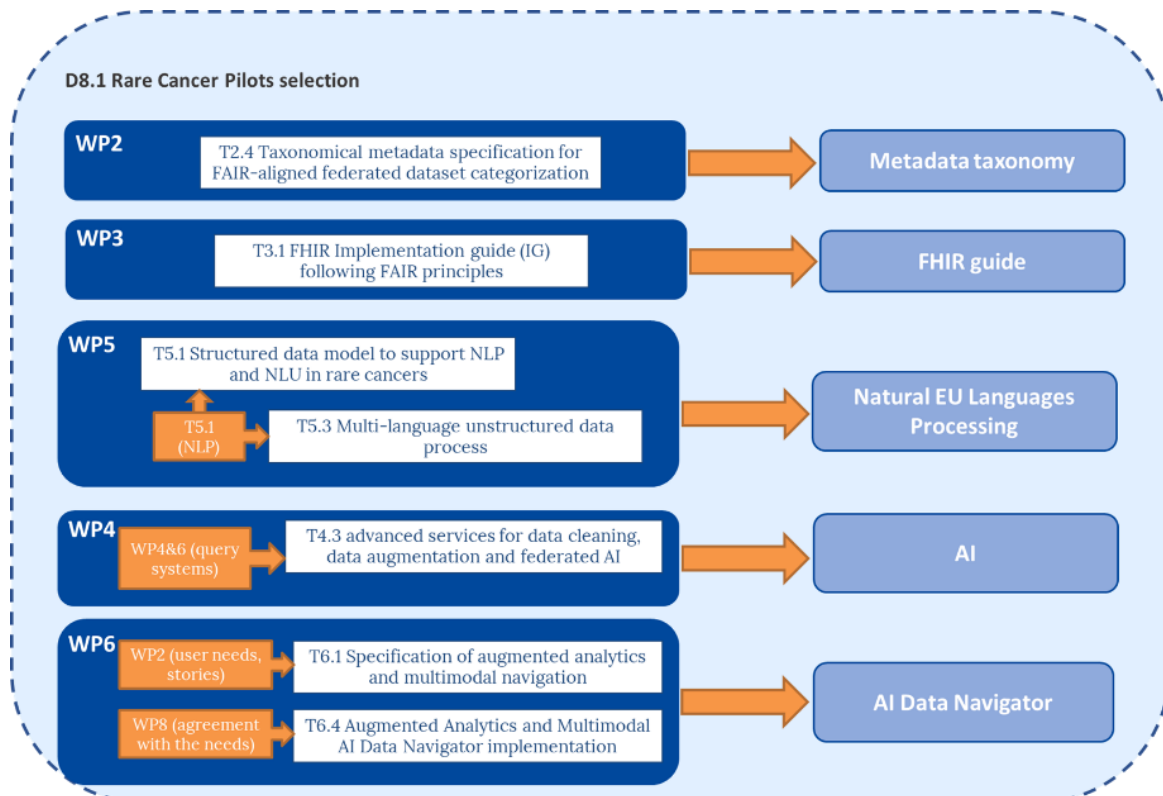 D8.1 Rare Cancer Pilots selection
WP2
T2.4 Taxonomical metadata specification for
FAIR-aligned federated dataset categorization
Metadata taxonomy
WP3
T3.1 FHIR Implementation guide (IG)
following FAIR principles
FHIR guide
WP5
T5.1 Structured data model to support NLP
and NLU in rare cancers
T5.1
(NLP)
T5.3 Multi-language unstructured data
process
Natural EU Languages
Processing
WP4
WP4&6 (query
systems)
T4.3 advanced services for data cleaning,
data augmentation and federated AI
AI
WP6
WP2 (user needs,
stories)
T6.1 Specification of augmented analytics
and multimodal navigation
WP8 (agreement
with the needs)
T6.4 Augmented Analytics and Multimodal
AI Data Navigator implementation
AI Data Navigator